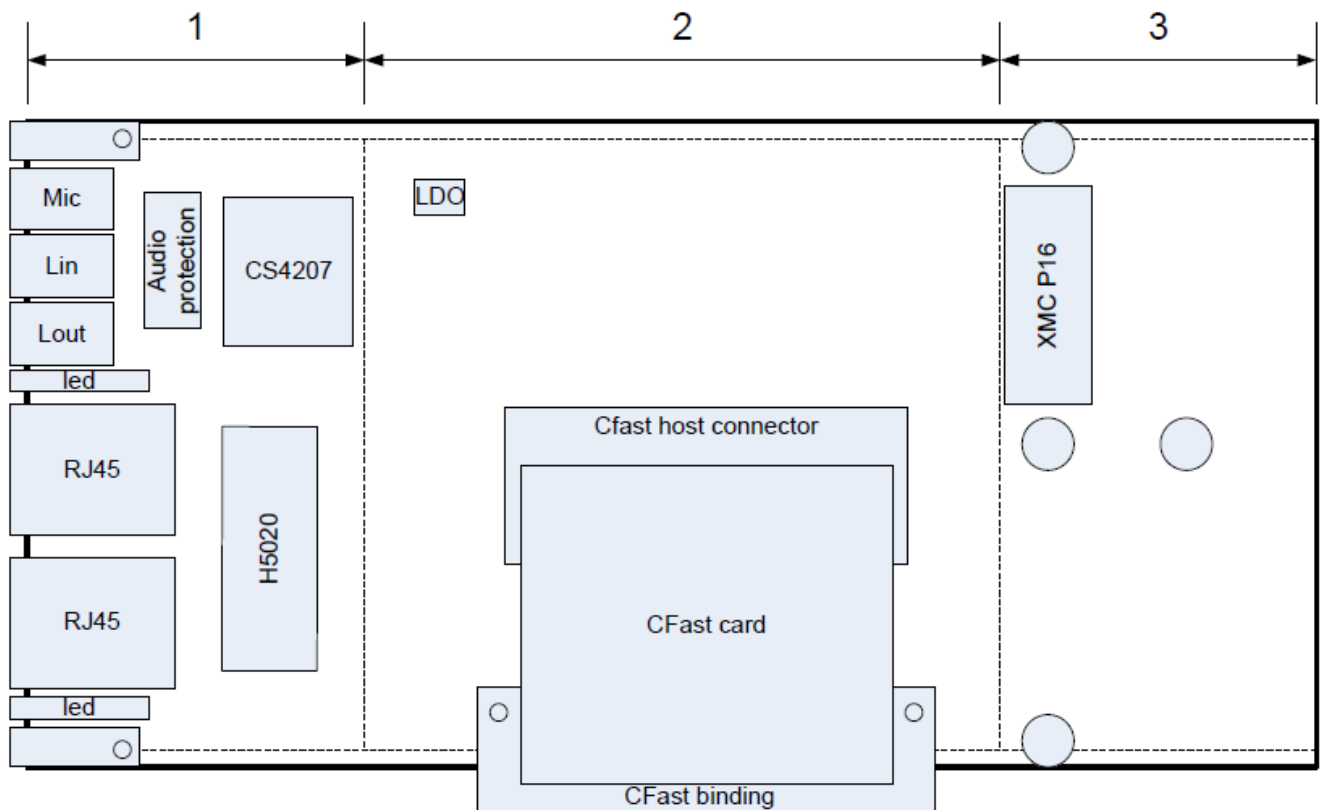 1
2
3
Mic
Lin
Lout
led
Audio
protection
CS4207
LDO
XMC P16
RJ45
H5020
RJ45
led
Cfast host connector
CFast card
CFast binding